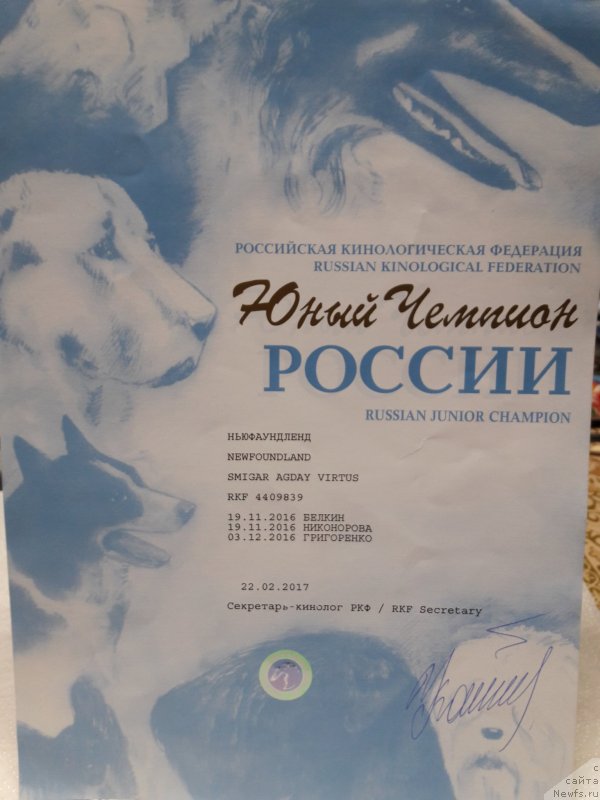 РОССИЙСКАЯ КИНОЛОГИЧЕСКАЯ ФЕДЕРАЦИЯ
RUSSIAN KINOLOGICAL FEDERATION
Юный Чемпион
РОССИИ
RUSSIAN JUNIOR CHAMPION
НЬЮФАУНДЛЕНД
NEWFOUNDLAND
SMIGAR AGDAY VIRTUS
RKF 4409839
19.11.2016 БЕЛКИН
19.11.2016 НИКОНОРОВА
03.12.2016 ГРИГОРЕНКО
22.02.2017
Секретарь-кинолог РКФ / RKF Secretary
с
сайта
Newfs.ru